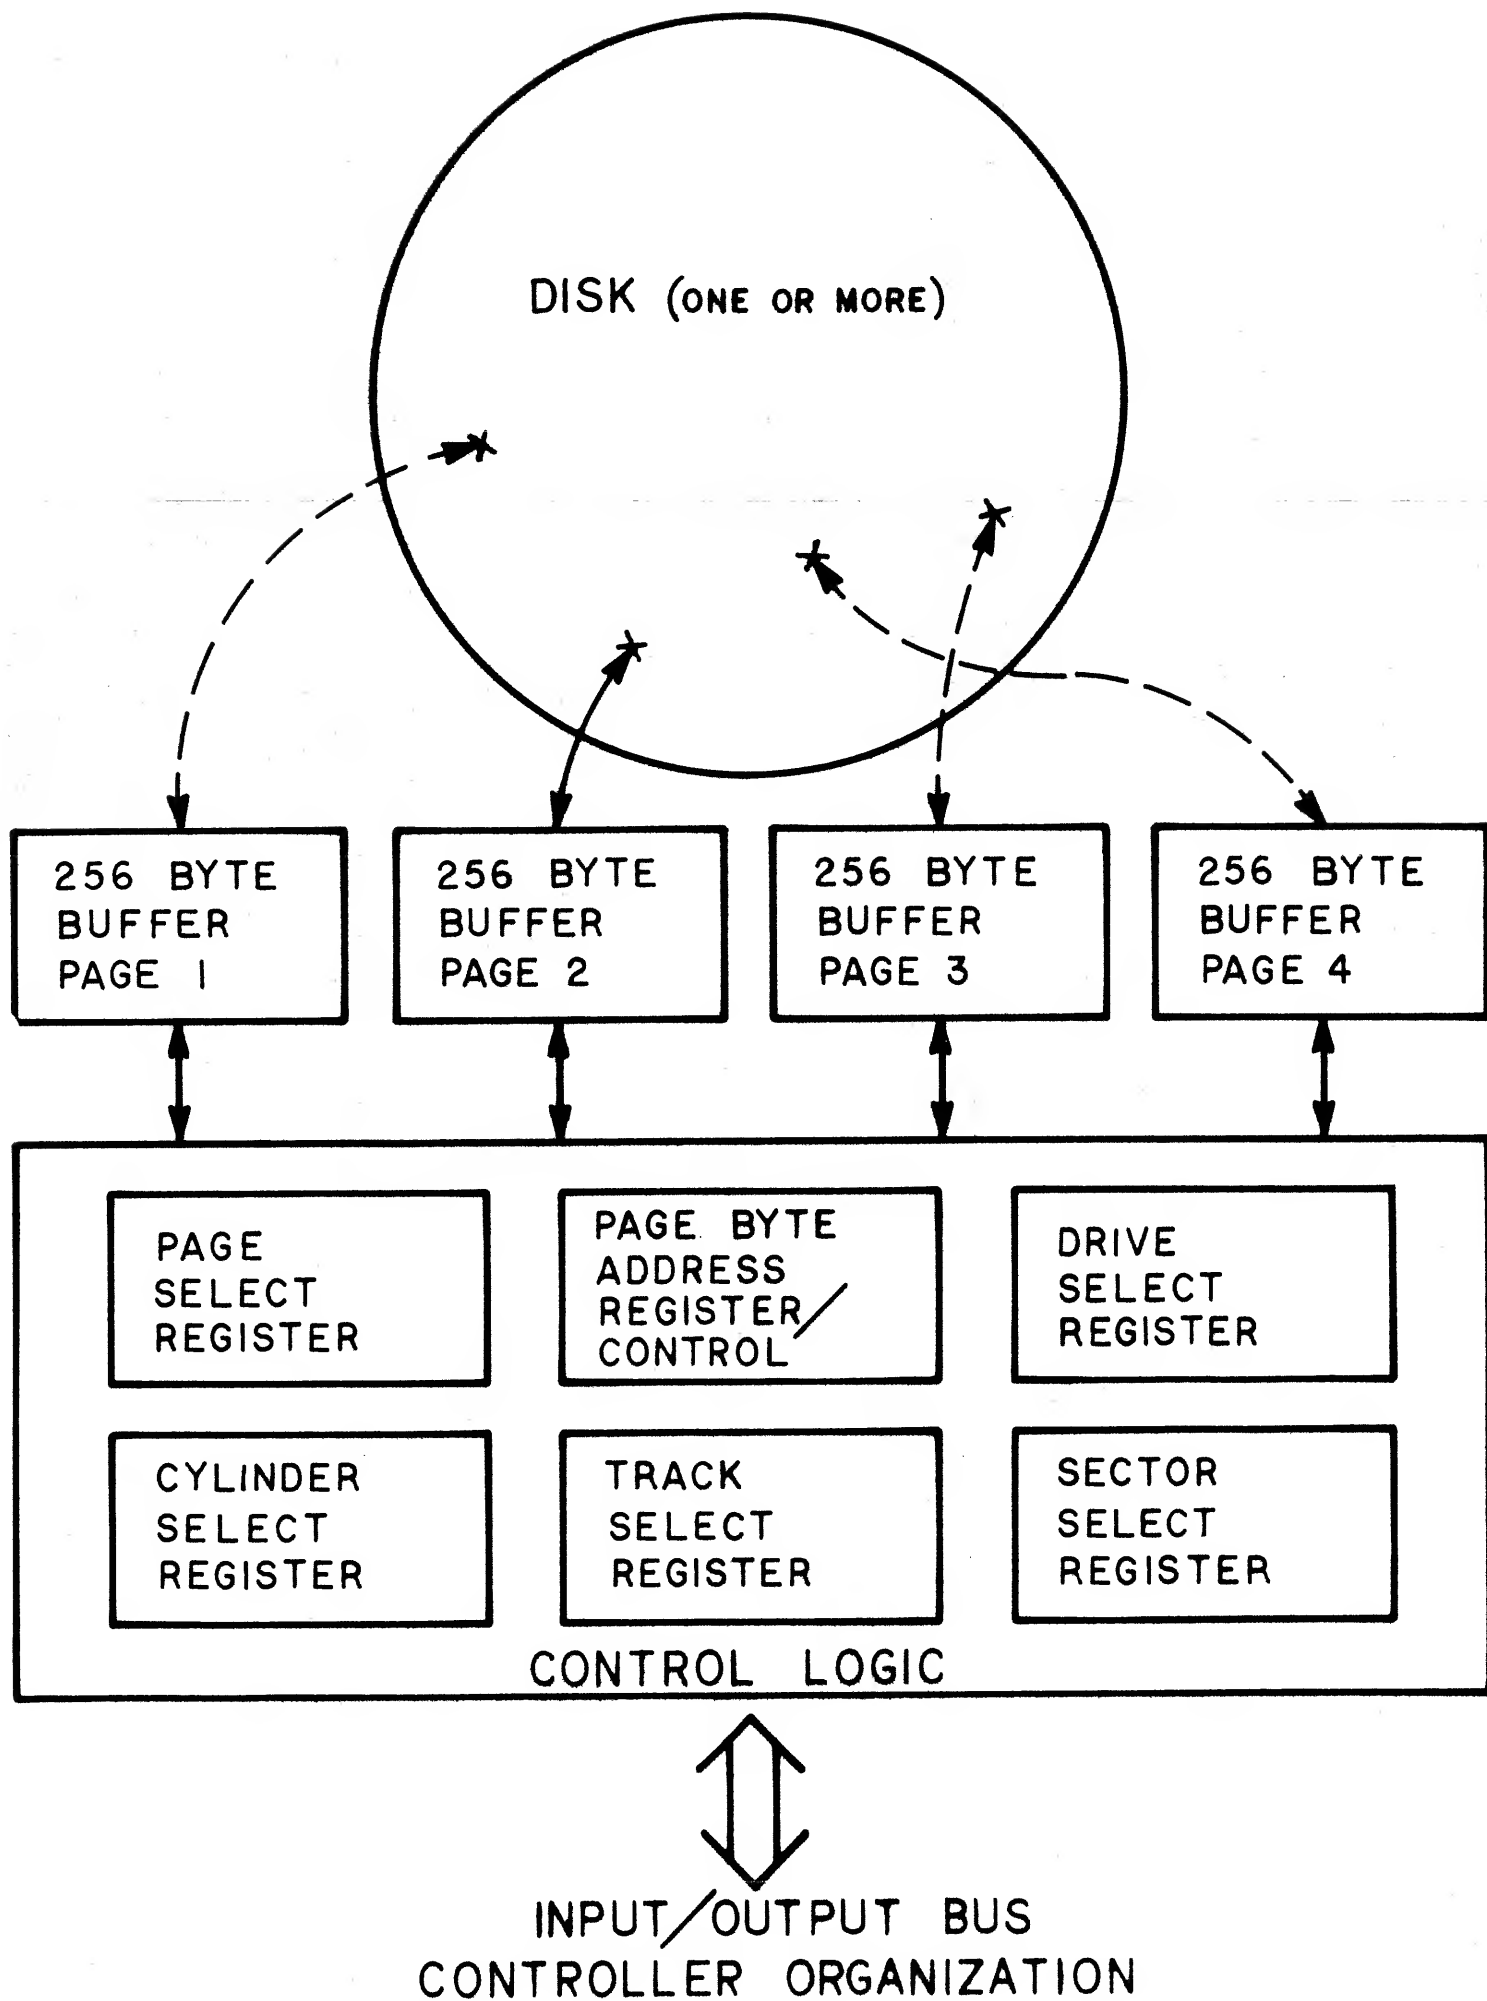 DISK (ONE OR MORE)
256 BYTE
BUFFER
PAGE 1
256 BYTE
BUFFER
PAGE 2
256 BYTE
BUFFER
PAGE 3
256 BYTE
BUFFER
PAGE 4
PAGE
SELECT
REGISTER
PAGE BYTE
ADDRESS
REGISTER/
CONTROL
DRIVE
SELECT
REGISTER
CYLINDER
SELECT
REGISTER
TRACK
SELECT
REGISTER
SECTOR
SELECT
REGISTER
CONTROL LOGIC
INPUT/OUTPUT BUS
CONTROLLER ORGANIZATION